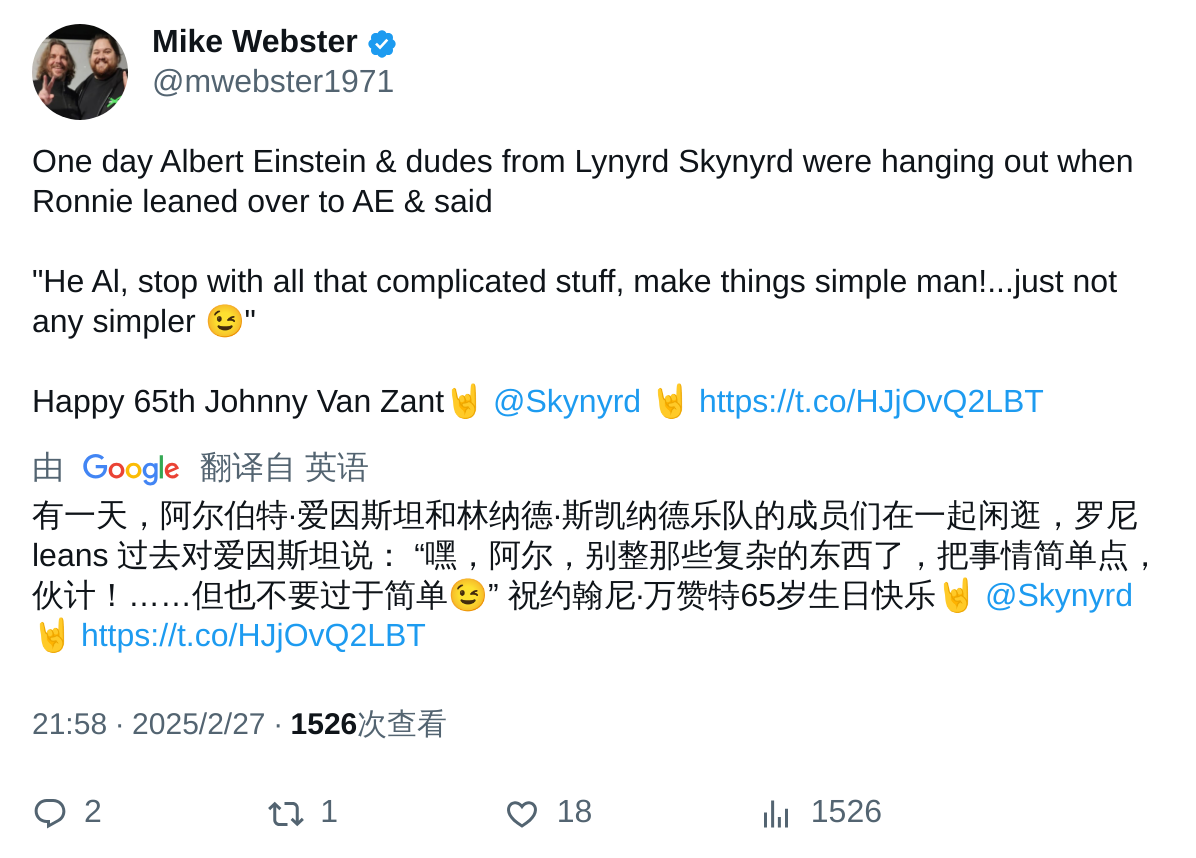 Mike Webster
@mwebster1971
One day Albert Einstein & dudes from Lynyrd Skynyrd were hanging out when
Ronnie leaned over to AE & said
"He Al, stop with all that complicated stuff, make things simple man!...just not
any simpler 😉"
Happy 65th Johnny Van Zant🤘 @Skynyrd 🤘 https://t.co/HJjOvQ2LBT
由 Google 翻译自 英语
有一天，阿尔伯特·爱因斯坦和林纳德·斯凯纳德乐队的成员们在一起闲逛，罗尼
leans 过去对爱因斯坦说： “嘿，阿尔，别整那些复杂的东西了，把事情简单点，
伙计！……但也不要过于简单😉” 祝约翰尼·万赞特65岁生日快乐🤘 @Skynyrd
🤘 https://t.co/HJjOvQ2LBT
21:58 · 2025/2/27 · 1526次查看
2 1 18 1526